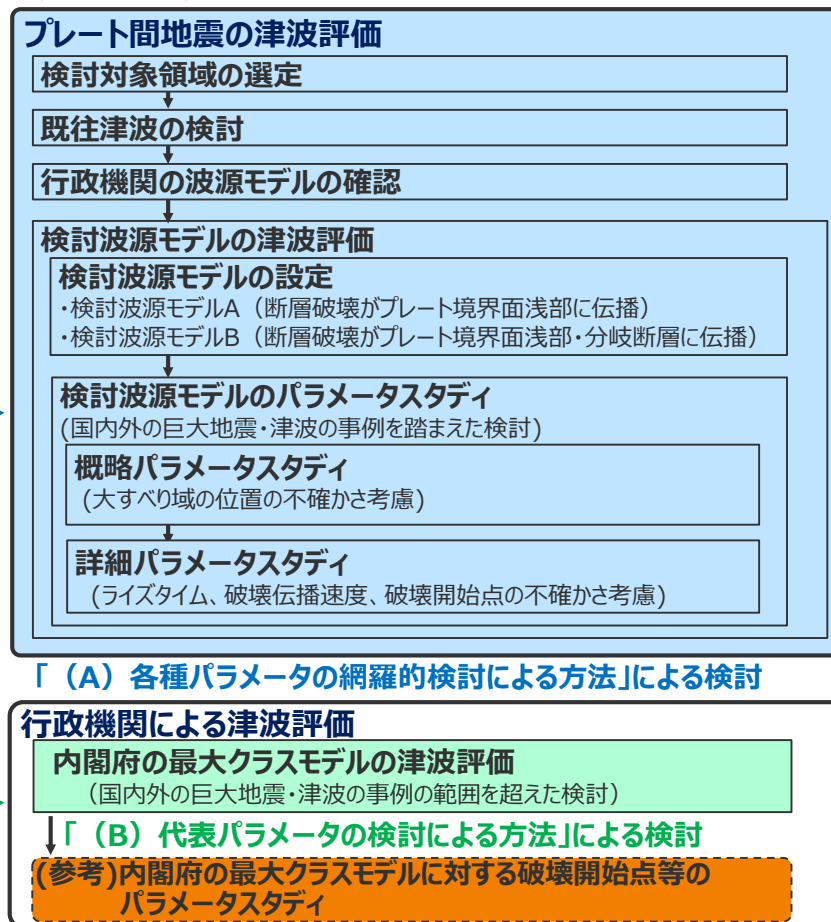 プレート間地震の津波評価
検討対象領域の選定
既往津波の検討
行政機関の波源モデルの確認
検討波源モデルの津波評価
検討波源モデルの設定
・検討波源モデルA（断層破壊がプレート境界面浅部に伝播）
・検討波源モデルB（断層破壊がプレート境界面浅部・分岐断層に伝播）
検討波源モデルのパラメータスタディ
(国内外の巨大地震・津波の事例を踏まえた検討)
概略パラメータスタディ
(大すべり域の位置の不確かさ考慮)
詳細パラメータスタディ
(ライズタイム、破壊伝播速度、破壊開始点の不確かさ考慮)
「（A）各種パラメータの網羅的検討による方法」による検討
行政機関による津波評価
内閣府の最大クラスモデルの津波評価
（国内外の巨大地震・津波の事例の範囲を超えた検討）
「（B）代表パラメータの検討による方法」による検討
(参考)内閣府の最大クラスモデルに対する破壊開始点等の
パラメータスタディ